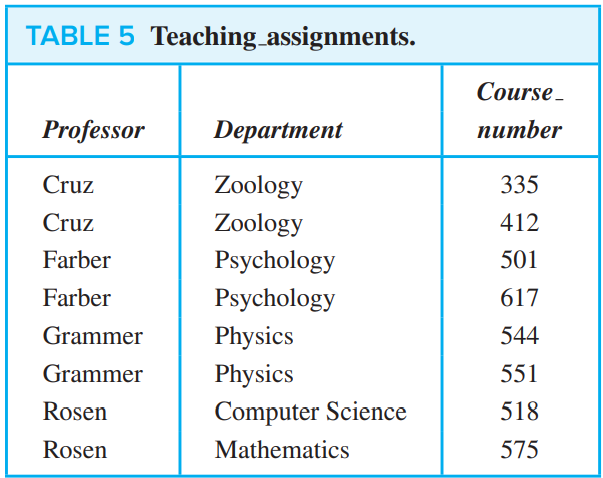 TABLE 5 Teaching_assignments.
Course_
Professor Department number
Cruz Zoology 335
Cruz Zoology 412
Farber Psychology 501
Farber Psychology 617
Grammer Physics 544
Grammer Physics 551
Rosen Computer Science 518
Rosen Mathematics 575